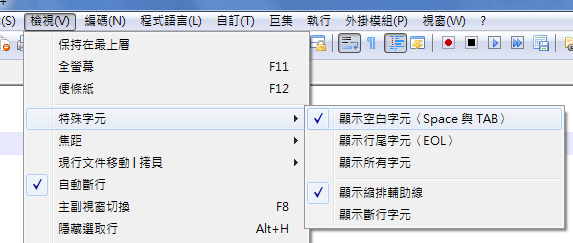 (S) 檢視(V) 編碼(N) 程式語言(L) 自訂(T) 巨集 執行 外掛模組(P) 視窗(W) ?
保持在最上層
全螢幕 F11
便條紙 F12
特殊字元
顯示空白字元（Space 與 TAB）
顯示行尾字元（EOL）
顯示所有字元
顯示縮排輔助線
顯示斷行字元
焦距
現行文件移動 | 拷貝
自動斷行
主副視窗切換 F8
隱藏選取行 Alt+H